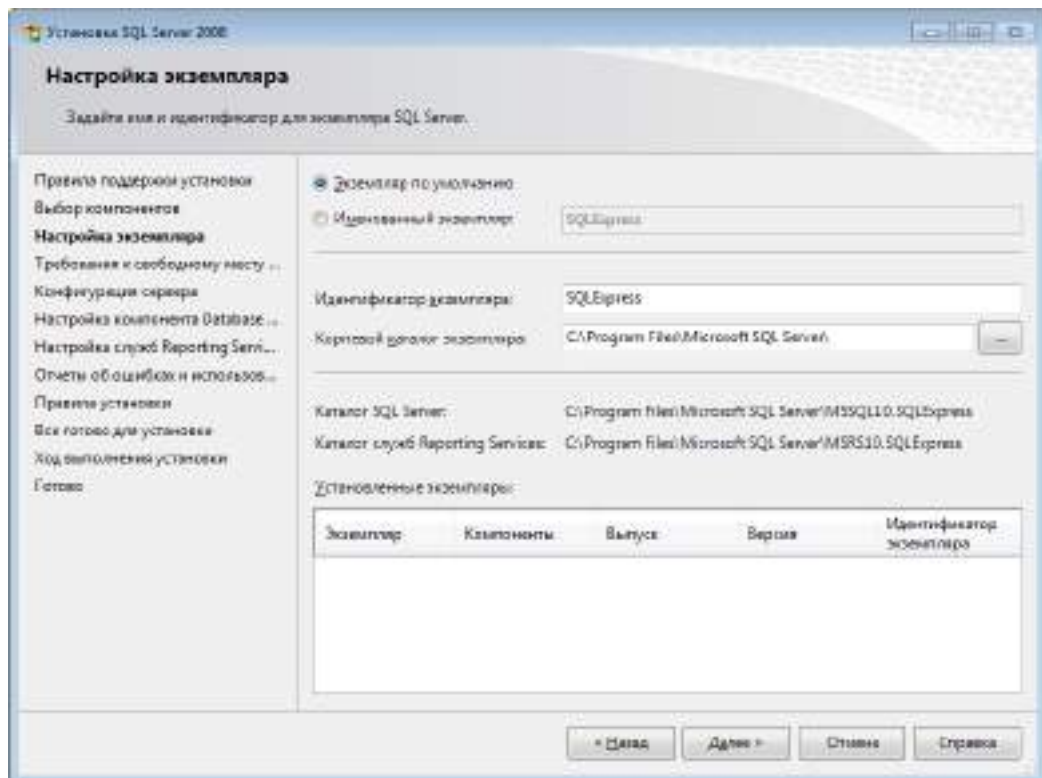 Установка SQL Server 2008
Настройка экземпляра
Задайте имя и идентификатор для экземпляра SQL Server.
Правила поддержки установки
Выбор компонентов
Настройка экземпляра
Требования к свободному месту ...
Конфигурация сервера
Настройка компонента Database ...
Настройка служб Reporting Servi...
Отчеты об ошибках и использов...
Правила установки
Все готово для установки
Ход выполнения установки
Готово
Экземпляр по умолчанию
Именованный экземпляр: SQLExpress
Идентификатор экземпляра: SQLExpress
Корневой каталог экземпляра: C:\Program Files\Microsoft SQL Server\ ...
Каталог SQL Server: C:\Program Files\Microsoft SQL Server\MSSQL10.SQLExpress
Каталог служб Reporting Services: C:\Program Files\Microsoft SQL Server\MSRS10.SQLExpress
Установленные экземпляры:
Экземпляр Компоненты Выпуск Версия Идентификатор экземпляра
< Назад Далее > Отмена Справка